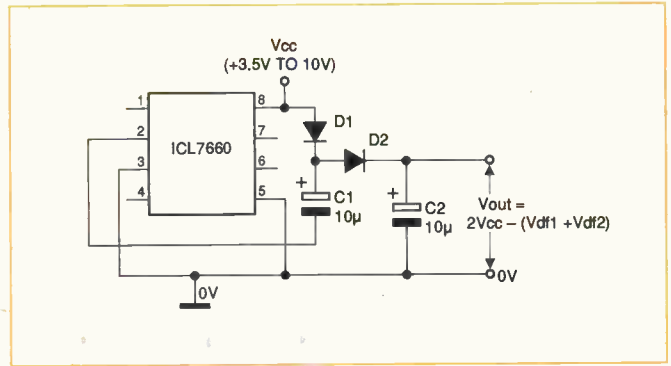 Vcc
(+3.5V TO 10V)
1
8
2
7
ICL7660
3
6
4
5
D1
D2
+
C1
10µ
+
C2
10µ
Vout =
2Vcc – (Vdf1 +Vdf2)
0V
0V